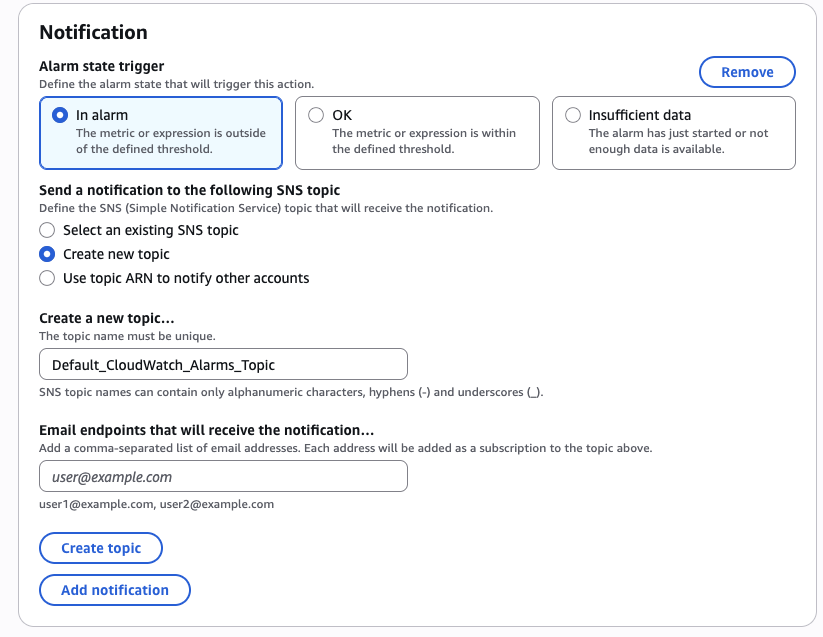 Notification
Alarm state trigger
Define the alarm state that will trigger this action.
Remove
In alarm
The metric or expression is outside
of the defined threshold.
OK
The metric or expression is within
the defined threshold.
Insufficient data
The alarm has just started or not
enough data is available.
Send a notification to the following SNS topic
Define the SNS (Simple Notification Service) topic that will receive the notification.
Select an existing SNS topic
Create new topic
Use topic ARN to notify other accounts
Create a new topic…
The topic name must be unique.
Default_CloudWatch_Alarms_Topic
SNS topic names can contain only alphanumeric characters, hyphens (-) and underscores (_).
Email endpoints that will receive the notification…
Add a comma-separated list of email addresses. Each address will be added as a subscription to the topic above.
user@example.com
user1@example.com, user2@example.com
Create topic
Add notification